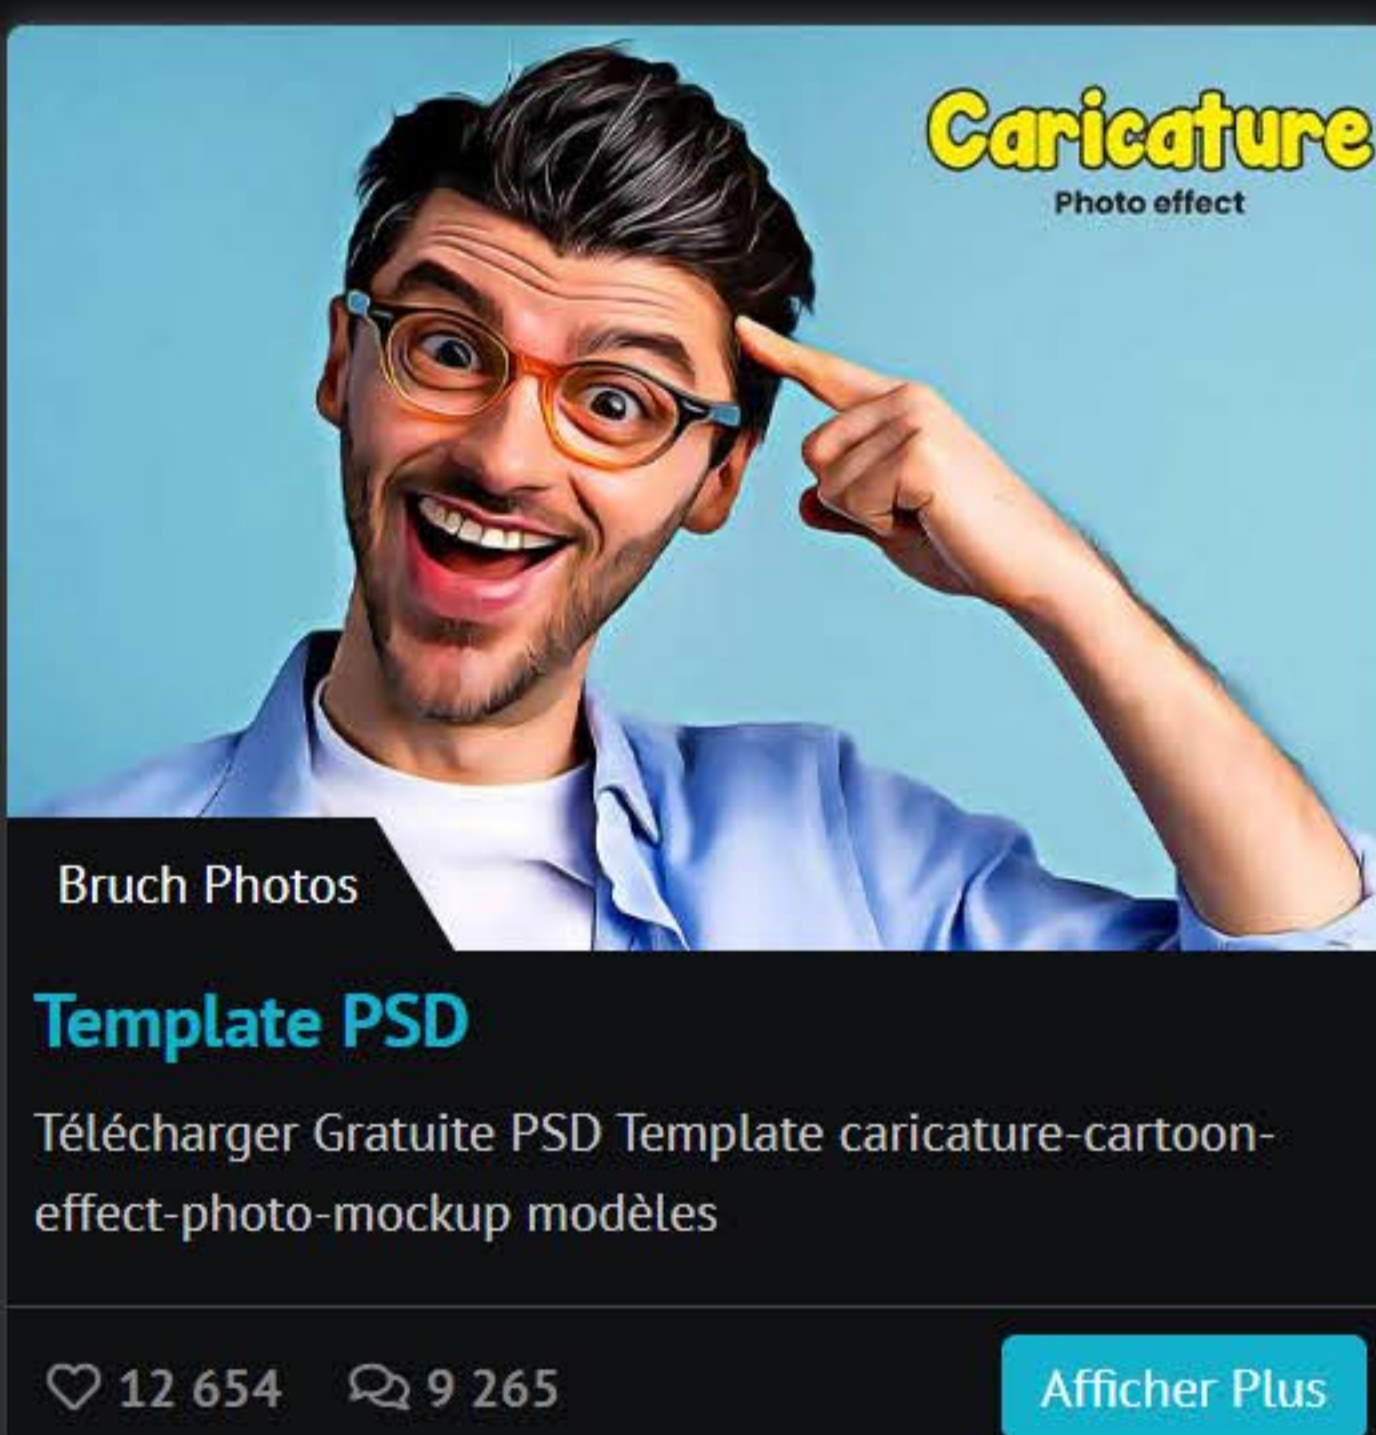 Caricature
Photo effect
Bruch Photos
Template PSD
Télécharger Gratuite PSD Template caricature-cartoon-
effect-photo-mockup modèles
12 654 9 265 Afficher Plus